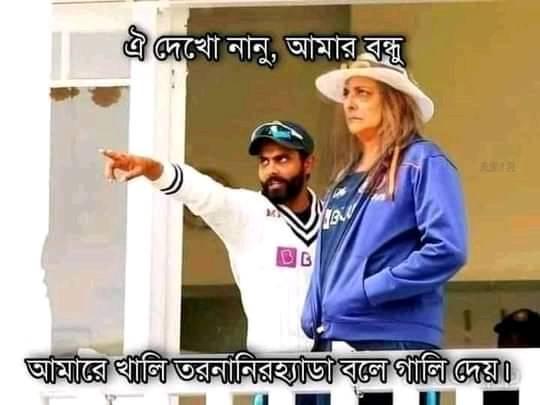 ঐ দেখো নানু, আমার বন্ধু
আমারে খালি তরনানিরহ্যাডা বলে গালি দেয়।